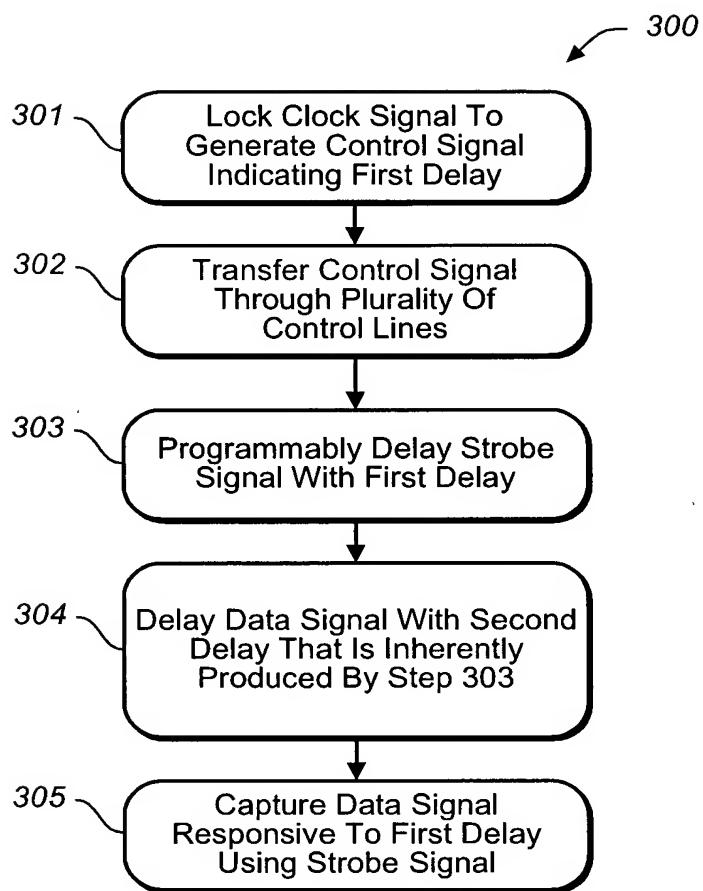 300
301
Lock Clock Signal To
Generate Control Signal
Indicating First Delay
302
Transfer Control Signal
Through Plurality Of
Control Lines
303
Programmably Delay Strobe
Signal With First Delay
304
Delay Data Signal With Second
Delay That Is Inherently
Produced By Step 303
305
Capture Data Signal
Responsive To First Delay
Using Strobe Signal